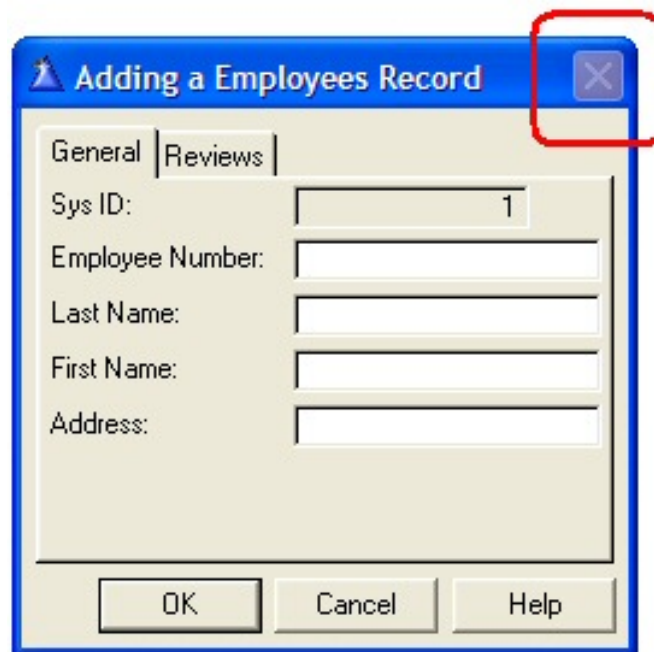 Adding a Employees Record
General Reviews
Sys ID: 1
Employee Number:
Last Name:
First Name:
Address:
OK Cancel Help